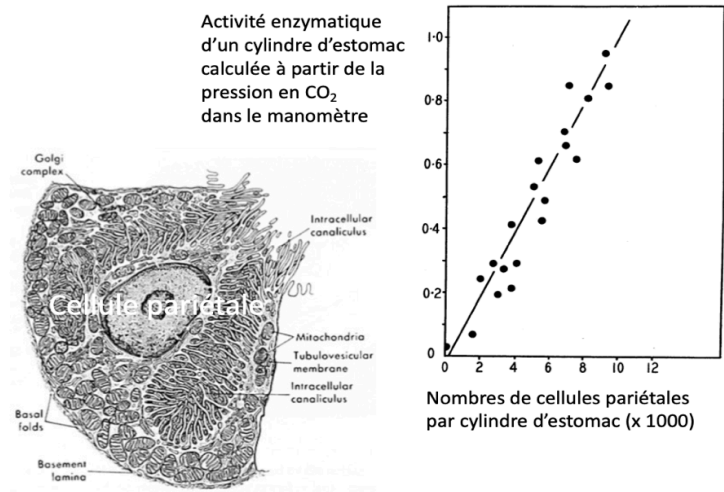 Activité enzymatique
d'un cylindre d'estomac
calculée à partir de la
pression en CO₂
dans le manomètre
1·0
0·8
0·6
0·4
0·2
0
0
2
4
6
8
10
12
Nombres de cellules pariétales
par cylindre d'estomac (x 1000)
Golgi
complex
Intracellular
canaliculus
Cellule pariétale
Mitochondria
Tubulovesicular
membrane
Intracellular
canaliculus
Basal
folds
Basement
lamina